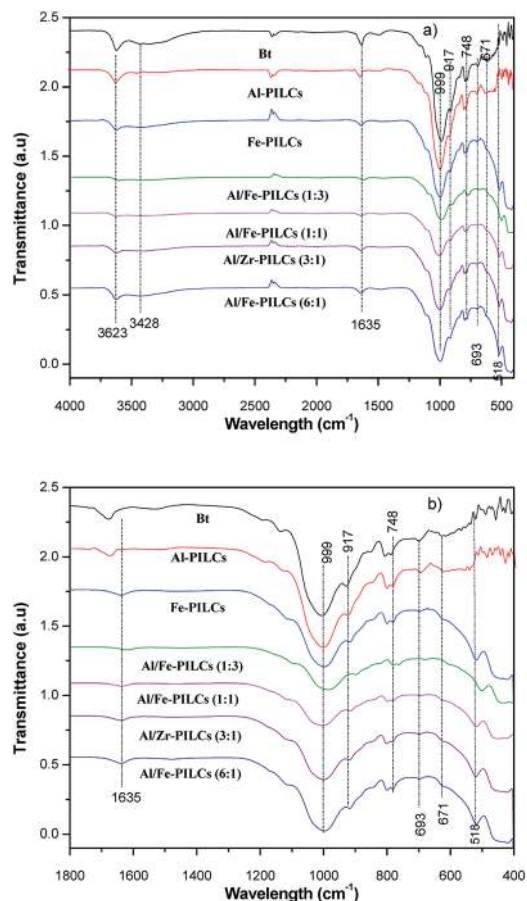 a)
2.5
2.0
1.5
1.0
0.5
0.0
Transmittance (a.u)
Bt
Al-PILCs
Fe-PILCs
Al/Fe-PILCs (1:3)
Al/Fe-PILCs (1:1)
Al/Zr-PILCs (3:1)
Al/Fe-PILCs (6:1)
999
917
748
671
3623
3428
1635
693
518
4000 3500 3000 2500 2000 1500 1000 500
Wavelength (cm-1)
b)
2.5
2.0
1.5
1.0
0.5
0.0
Transmittance (a.u)
Bt
Al-PILCs
Fe-PILCs
Al/Fe-PILCs (1:3)
Al/Fe-PILCs (1:1)
Al/Zr-PILCs (3:1)
Al/Fe-PILCs (6:1)
999
917
748
1635
693
671
518
1800 1600 1400 1200 1000 800 600 400
Wavelength (cm-1)